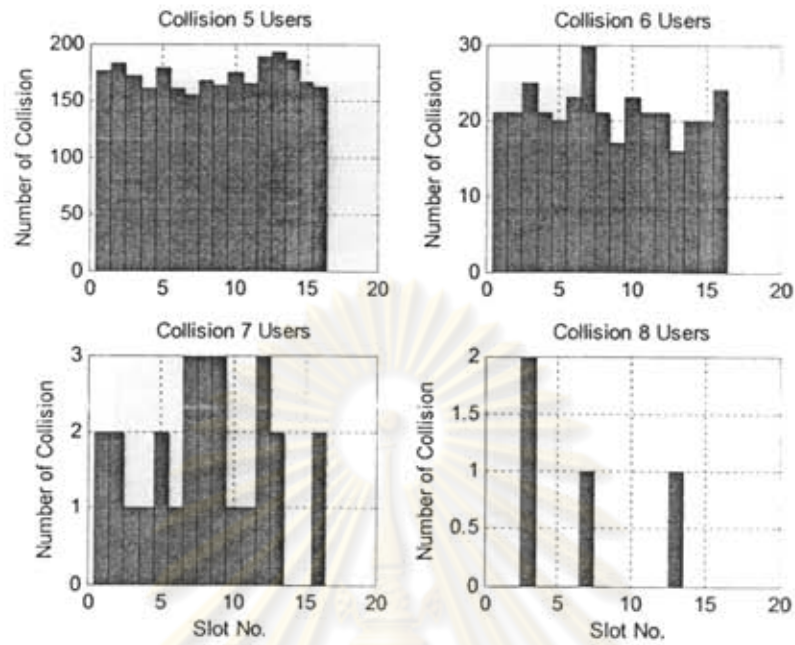 Collision 5 Users
Number of Collision
200
150
100
50
0
0 5 10 15 20
Collision 6 Users
Number of Collision
30
20
10
0
0 5 10 15 20
Collision 7 Users
Number of Collision
3
2
1
0
0 5 10 15 20
Slot No.
Collision 8 Users
Number of Collision
2
1.5
1
0.5
0
0 5 10 15 20
Slot No.